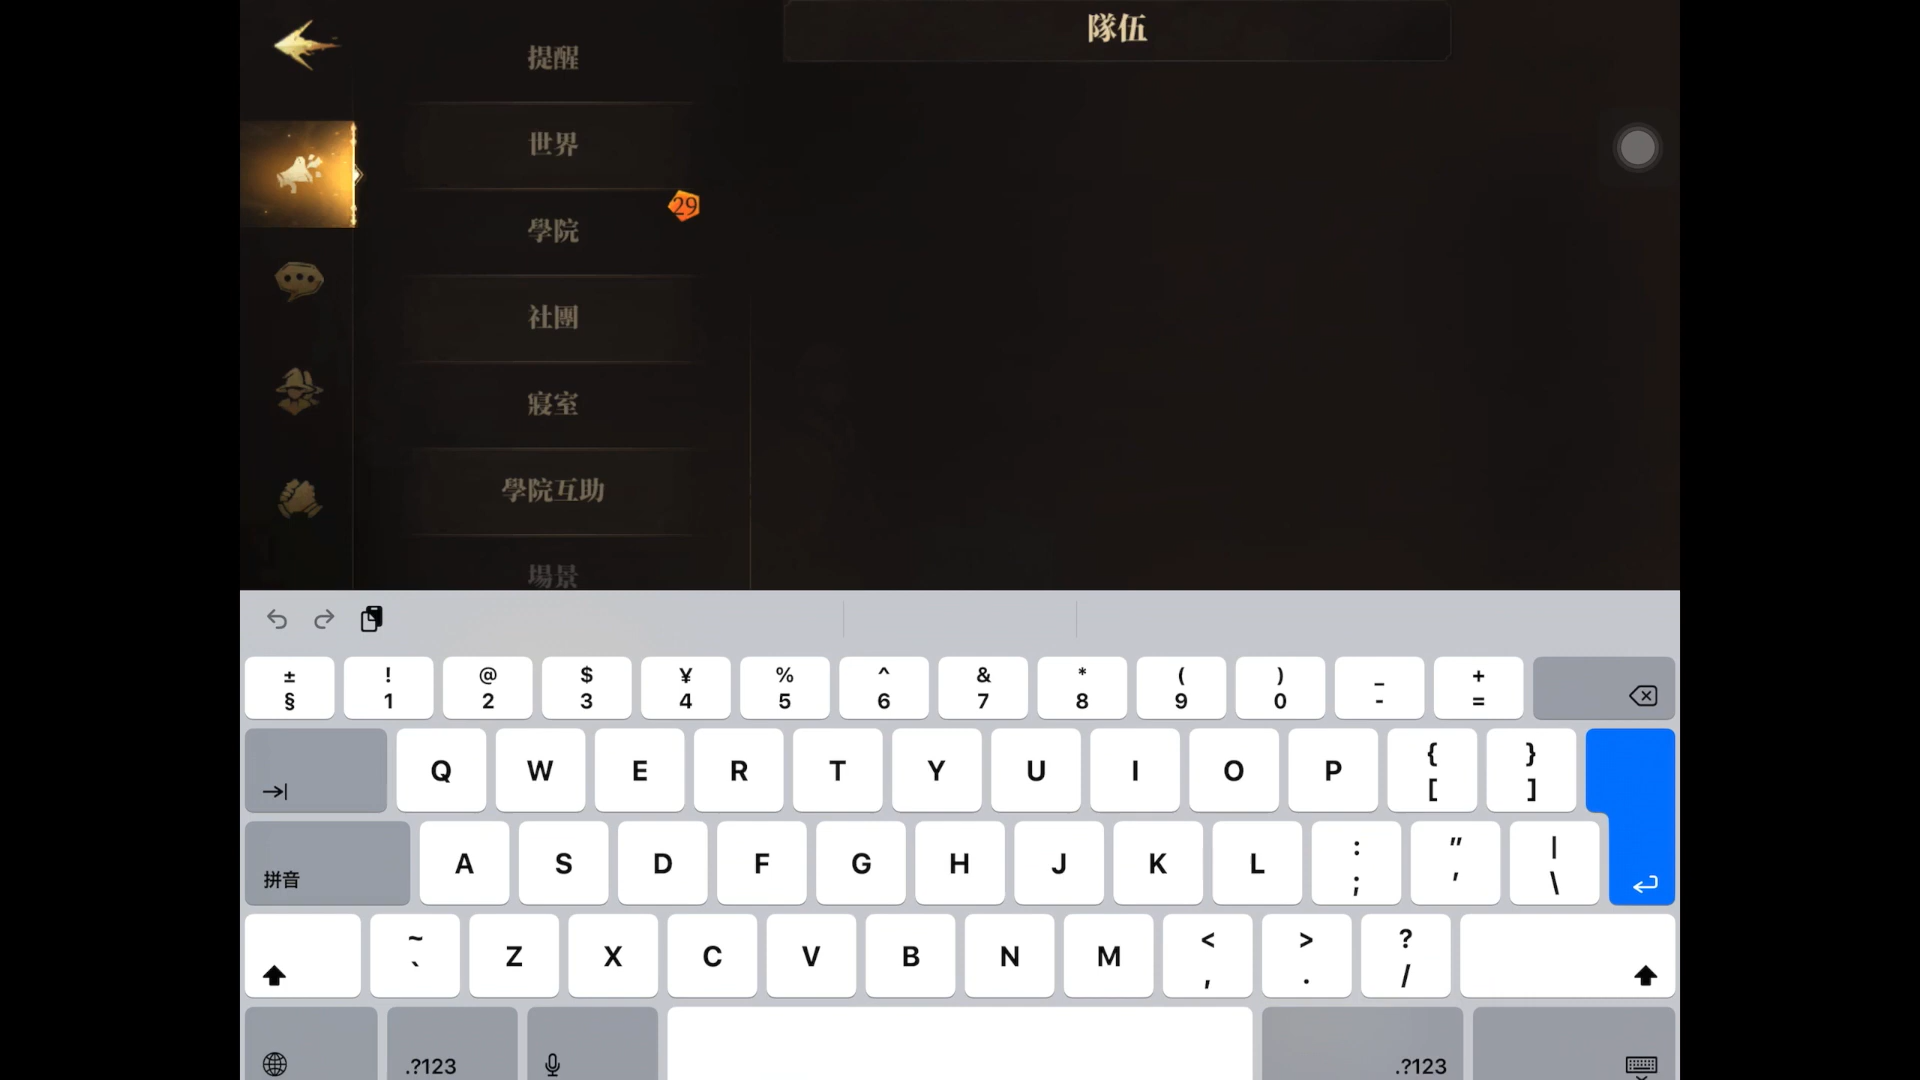 隊伍
提醒
世界
29
學院
社團
寢室
學院互助
場景
± ! @ $ ¥ % ^ & * ( ) _ +
§ 1 2 3 4 5 6 7 8 9 0 - =
Q W E R T Y U I O P { }
[ ]
拼音 A S D F G H J K L : " |
; ' \
~ Z X C V B N M < > ?
` , . /
.?123 .?123